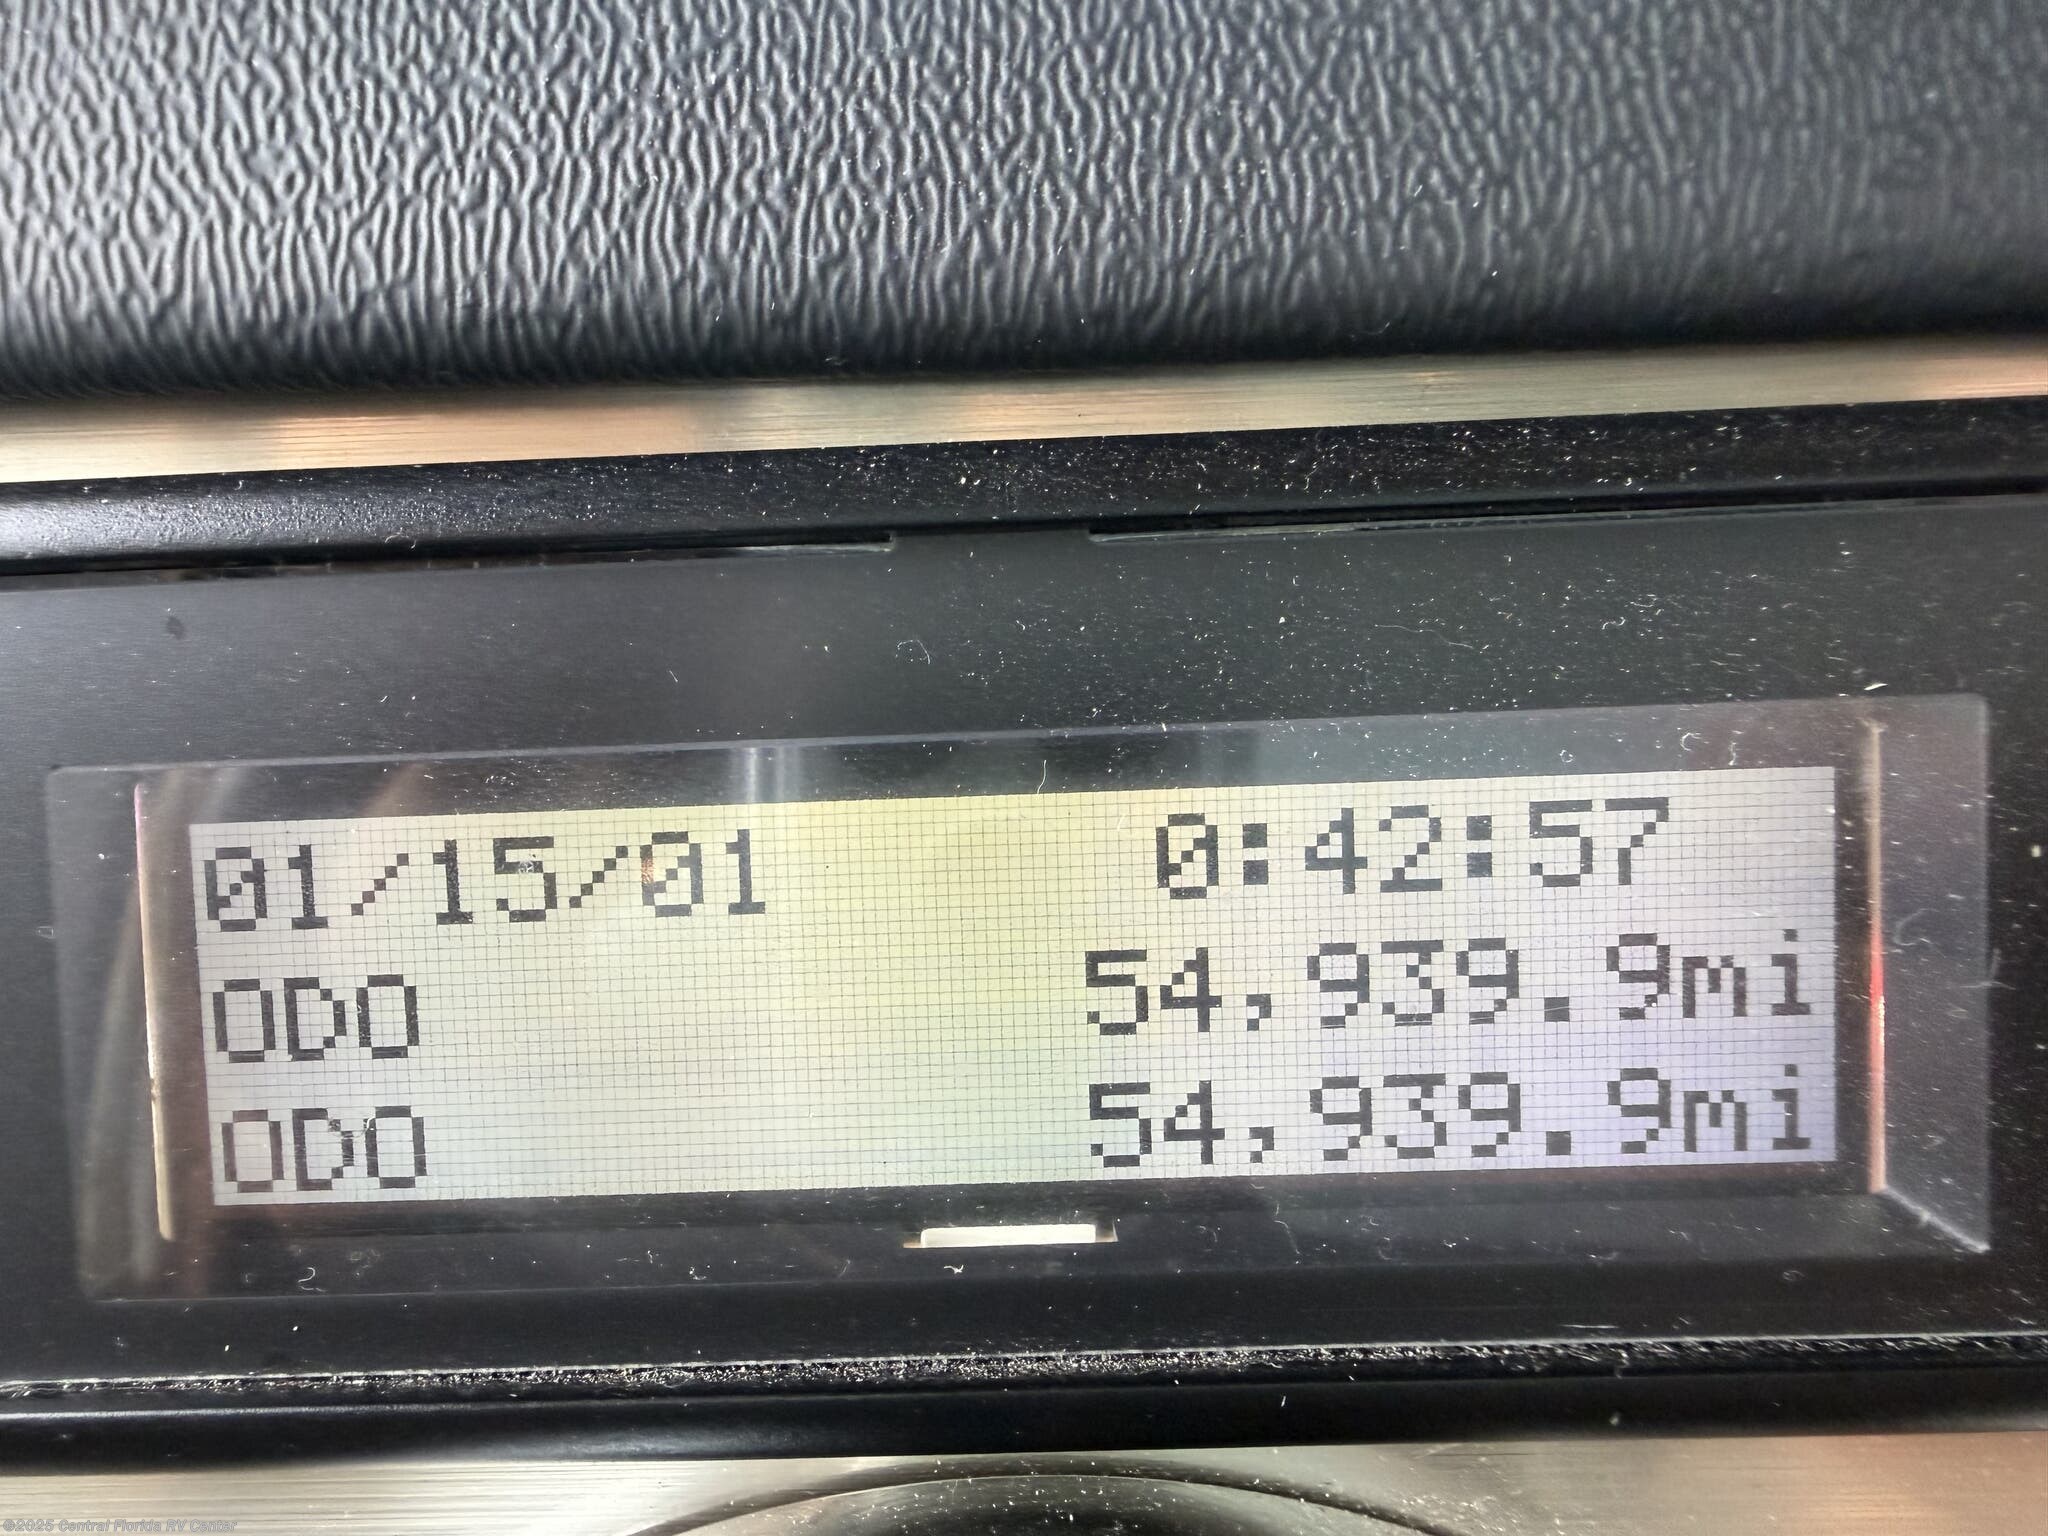 01/15/01 0:42:57
ODO 54,939.9mi
ODO 54,939.9mi
©2025 Central Florida RV Center